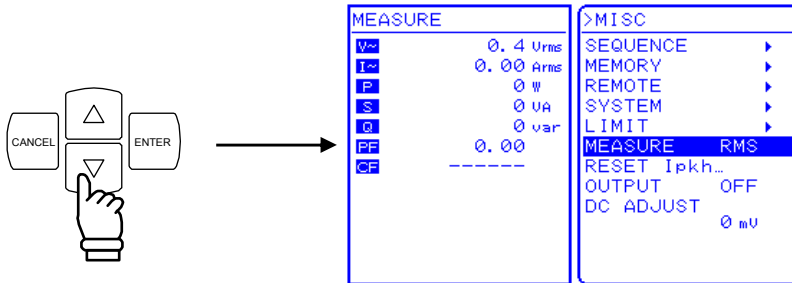 CANCEL
△
▽
ENTER
MEASURE
V~ 0.4 Vrms
I~ 0.00 Arms
P 0 W
S 0 VA
Q 0 var
PF 0.00
CF ------
>MISC
SEQUENCE ▸
MEMORY ▸
REMOTE ▸
SYSTEM ▸
LIMIT ▸
MEASURE RMS
RESET Ipkh…
OUTPUT OFF
DC ADJUST
0 mV